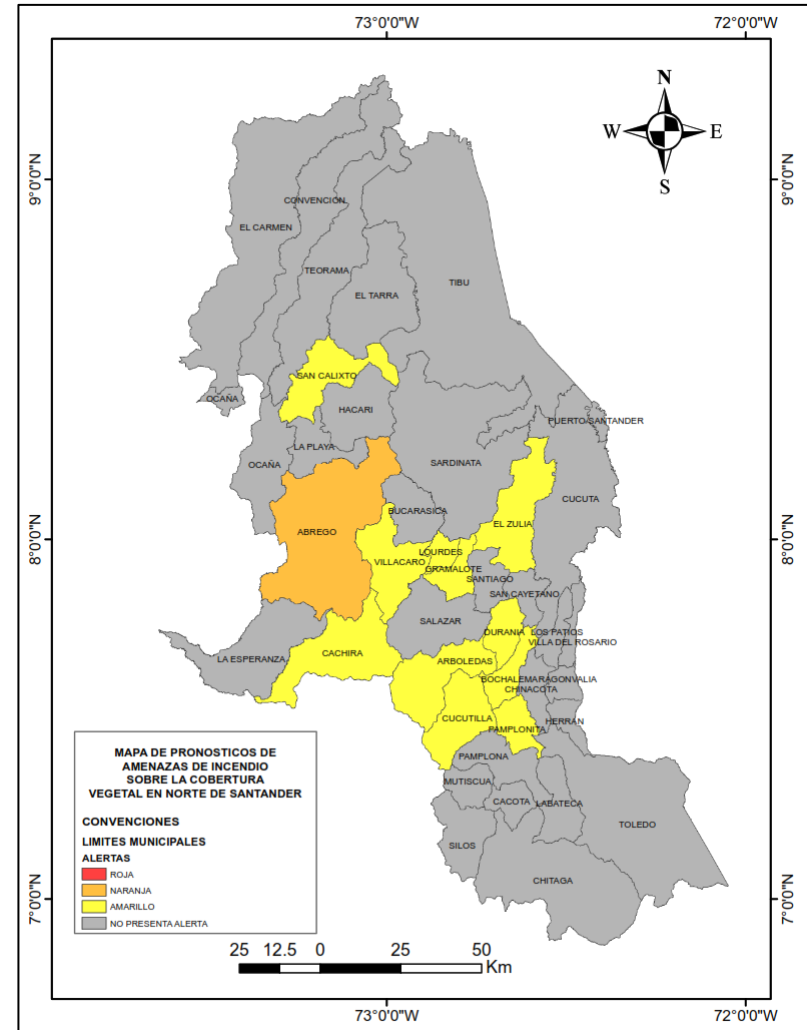 73°0'0"W
72°0'0"W
N
W
E
S
9°0'0"N
9°0'0"N
CONVENCIÓN
EL CARMEN
TEORAMA
TIBU
EL TARRA
SAN CALIXTO
OCAÑA
HACARI
PUERTO SANTANDER
LA PLAYA
OCAÑA
SARDINATA
CUCUTA
BUCARASICA
EL ZULIA
ABREGO
8°0'0"N
8°0'0"N
LOURDES
VILLACARO
GRAMALOTE
SANTIAGO
SAN CAYETANO
SALAZAR
DURANIA
LOS PATIOS
VILLA DEL ROSARIO
CACHIRA
LA ESPERANZA
ARBOLEDAS
BOCHALEMA
RAGONVALIA
CHINACOTA
CUCUTILLA
HERRAN
PAMPLONITA
PAMPLONA
MUTISCUA
CACOTA
LABATECA
TOLEDO
SILOS
CHITAGA
7°0'0"N
7°0'0"N
MAPA DE PRONOSTICOS DE
AMENAZAS DE INCENDIO
SOBRE LA COBERTURA
VEGETAL EN NORTE DE SANTANDER
CONVENCIONES
LIMITES MUNICIPALES
ALERTAS
ROJA
NARANJA
AMARILLO
NO PRESENTA ALERTA
25 12.5 0 25 50
Km
73°0'0"W
72°0'0"W